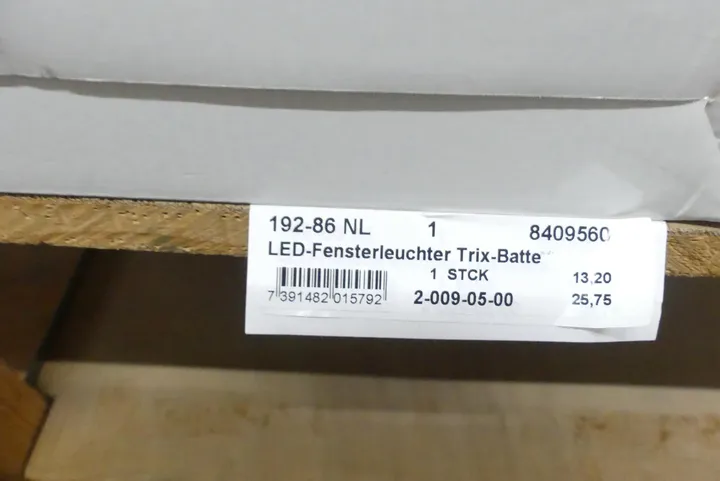 192-86 NL 1 8409560
LED-Fensterleuchter Trix-Batte
1 STCK 13,20
7 391482 015792 2-009-05-00 25,75